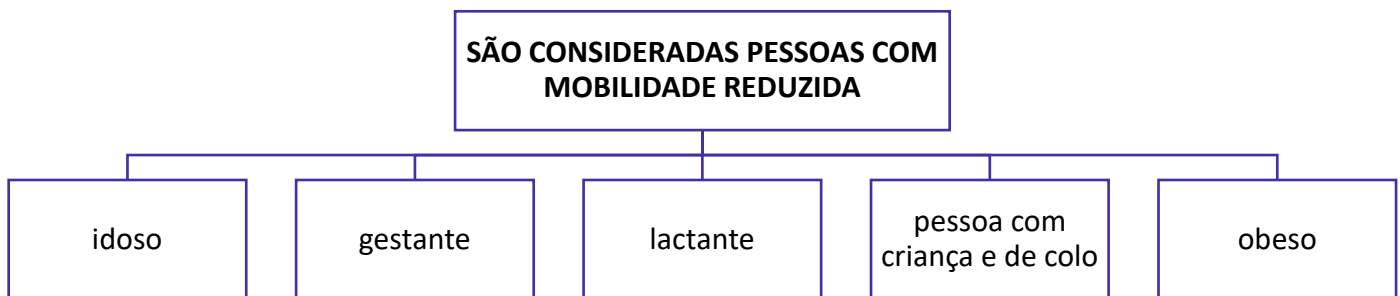 SÃO CONSIDERADAS PESSOAS COM
MOBILIDADE REDUZIDA
idoso
gestante
lactante
pessoa com
criança e de colo
obeso